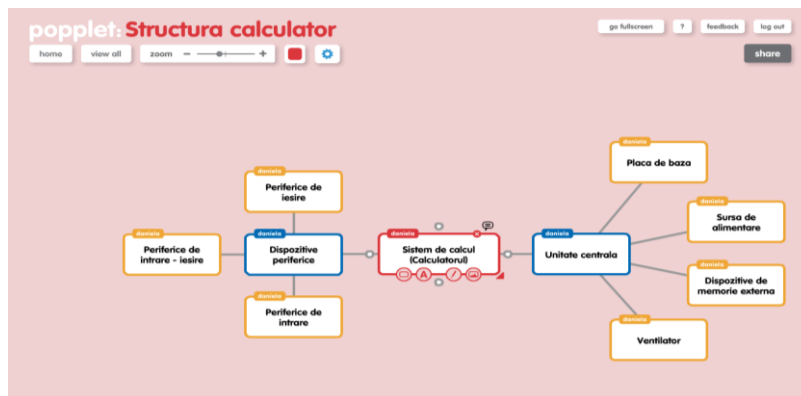 popplet: Structura calculator
go fullscreen ? feedback log out
home view all zoom - +
share
daniela
Placa de baza
daniela
Periferice de
iesire
daniela
Sursa de
alimentare
daniela
Periferice de
intrare - iesire
daniela
Dispozitive
periferice
daniela
Sistem de calcul
(Calculatorul)
A
daniela
Unitate centrala
daniela
Dispozitive de
memorie externa
daniela
Periferice de
intrare
daniela
Ventilator